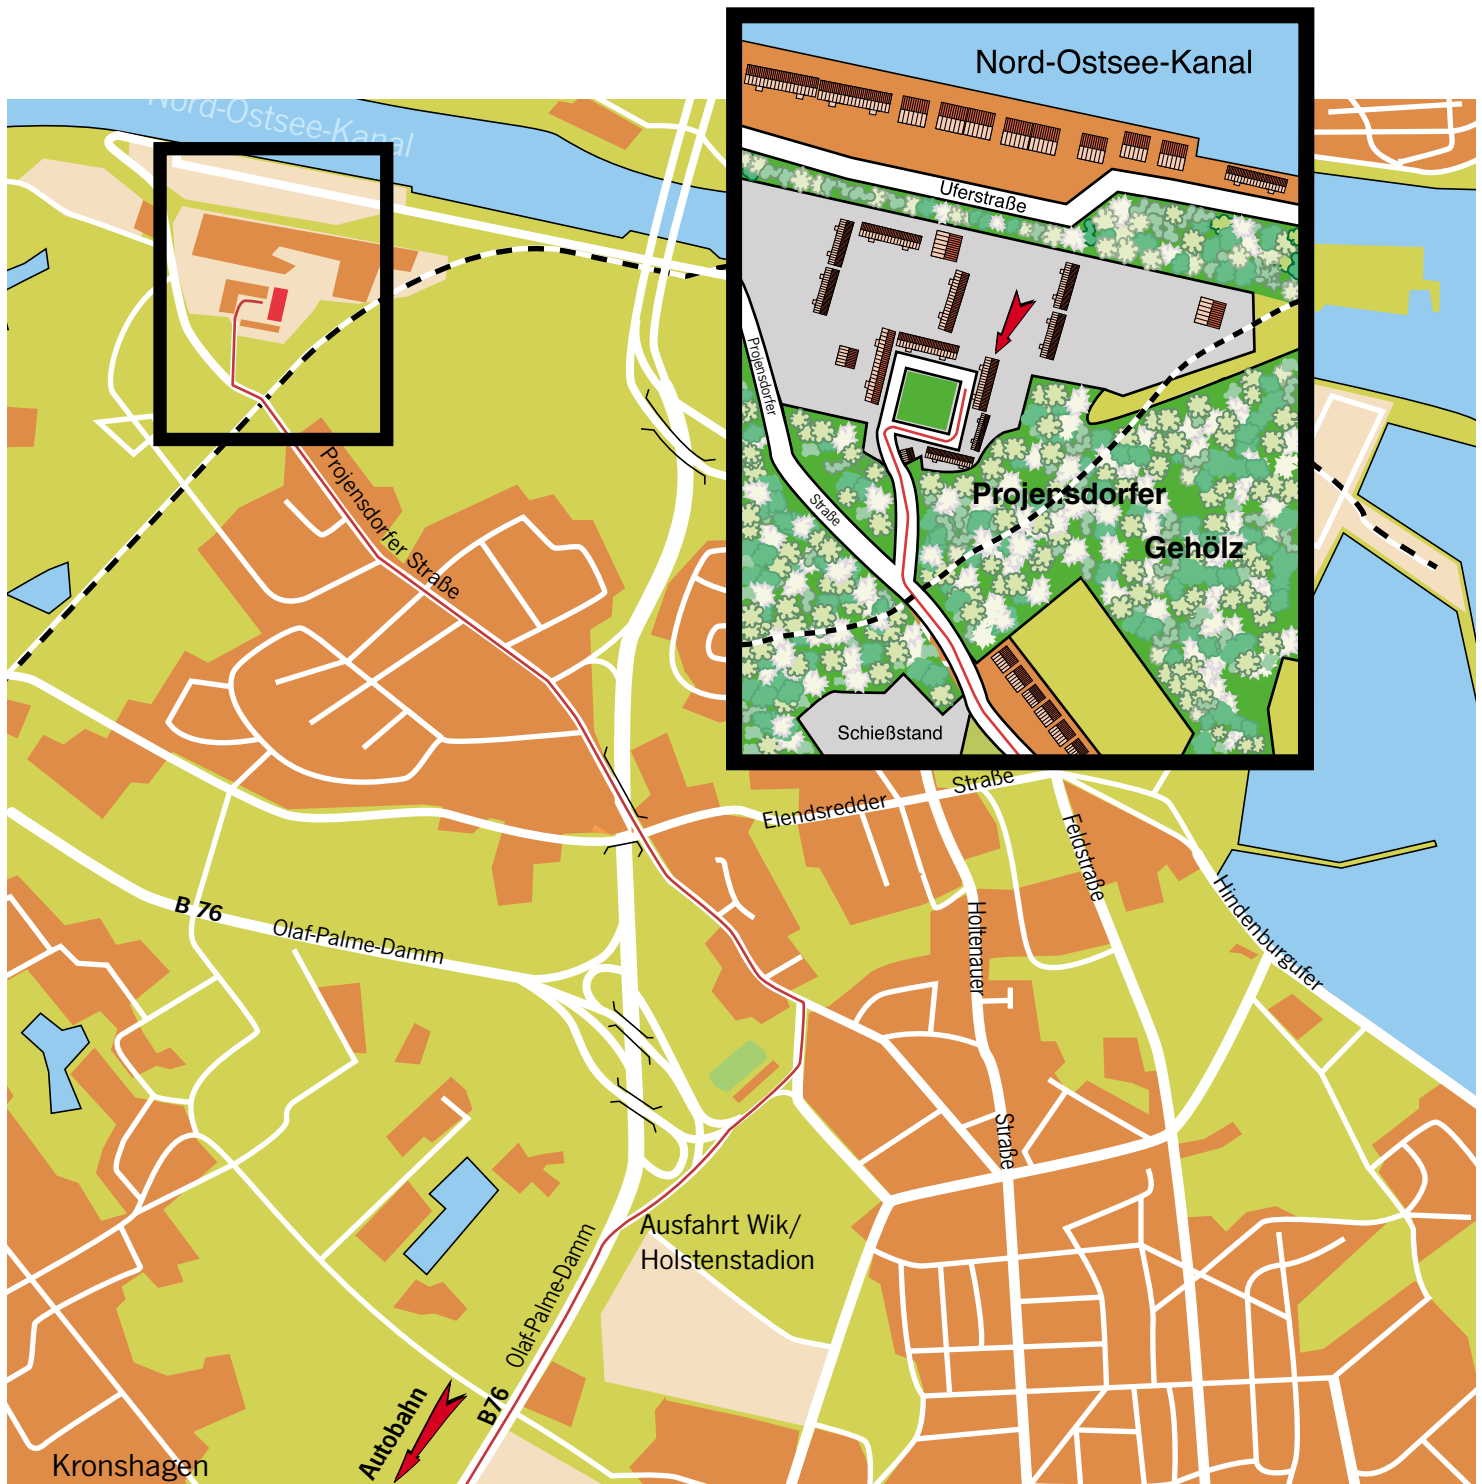 Nord-Ostsee-Kanal
Nord-Ostsee-Kanal
Uferstraße
Projensdorfer
Straße
Projensdorfer
Gehölz
Schießstand
Projensdorfer Straße
Elendsredder
Straße
Feldstraße
Hindenburgufer
Holtenauer
Straße
B 76
Olaf-Palme-Damm
Ausfahrt Wik/
Holstenstadion
Olaf-Palme-Damm
B76
Autobahn
Kronshagen